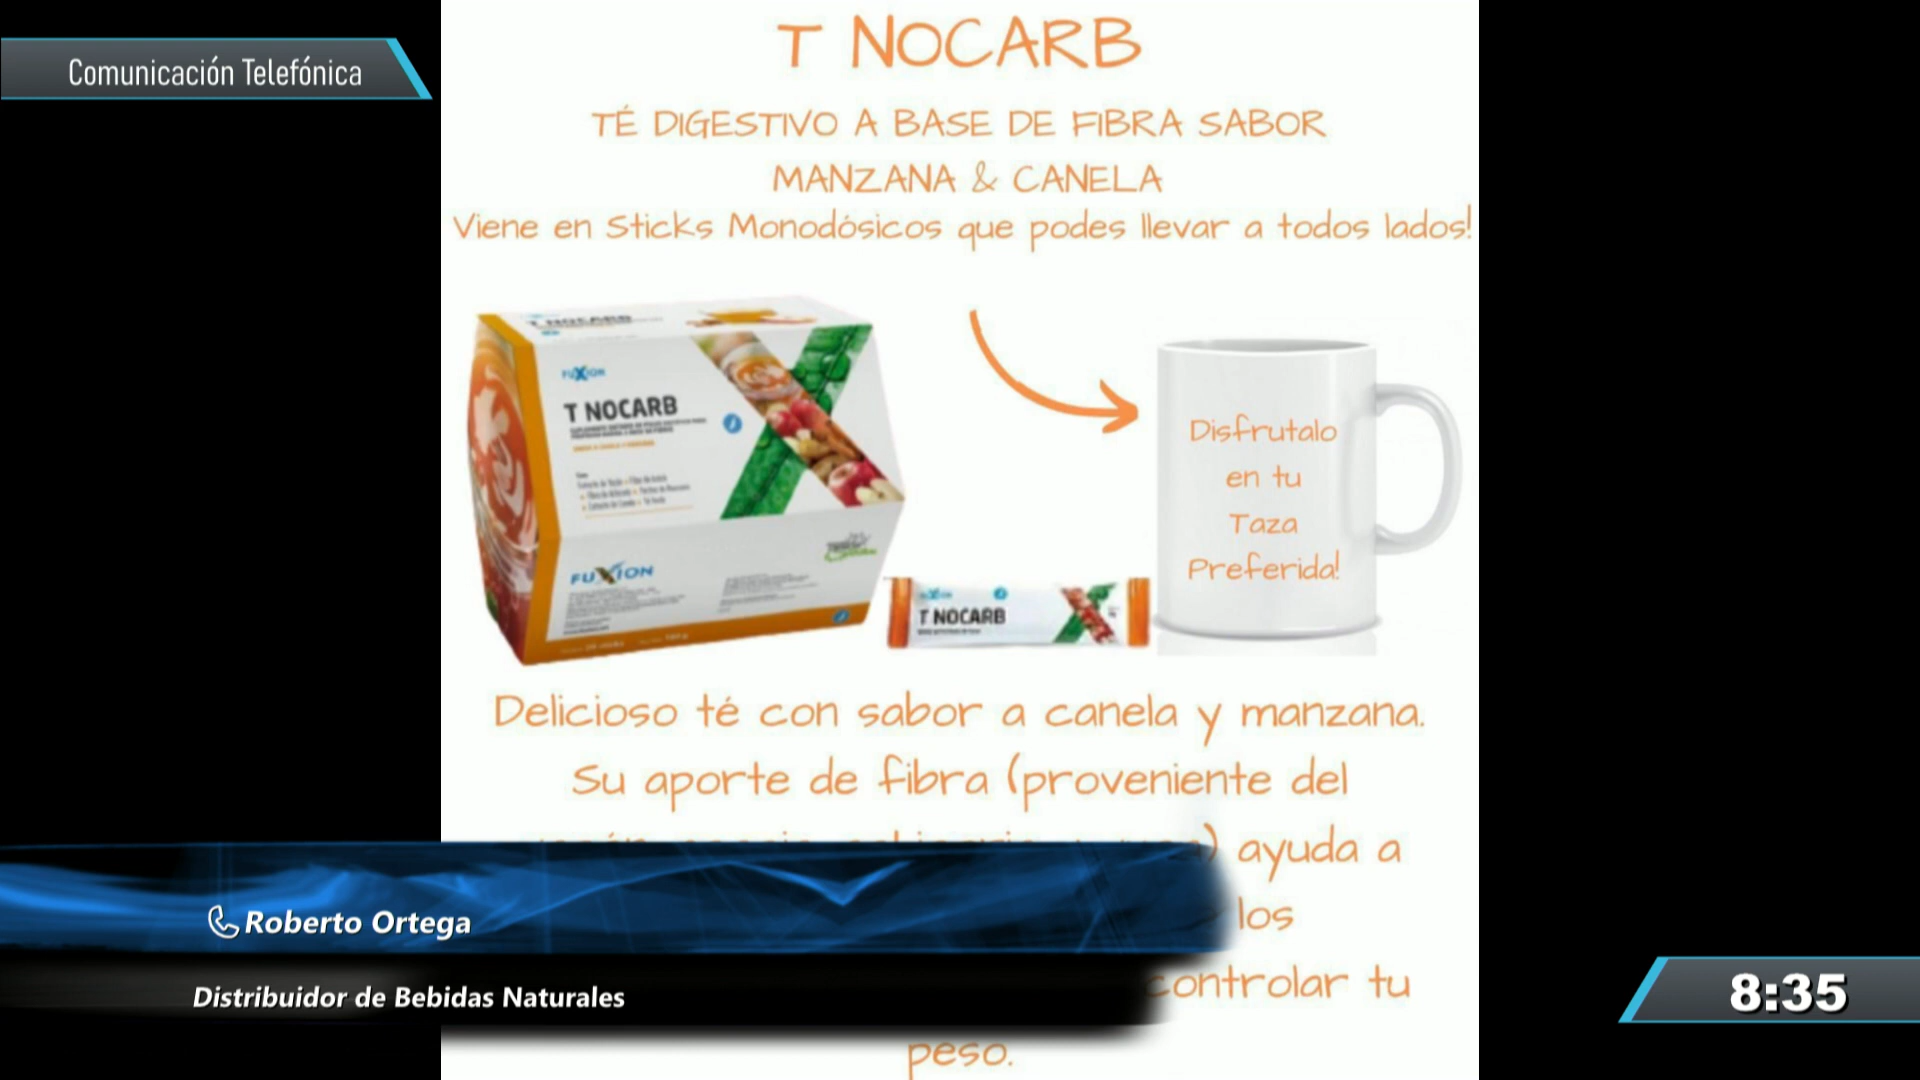 Comunicación Telefónica
T NOCARB
TÉ DIGESTIVO A BASE DE FIBRA SABOR
MANZANA & CANELA
Viene en Sticks Monodósicos que podes llevar a todos lados!
T NOCARB
FUXION
T NOCARB
FUXION
FUXION
T NOCARB
Disfrutalo
en tu
Taza
Preferida!
Delicioso té con sabor a canela y manzana.
Su aporte de fibra (proveniente del
ayuda a
los
controlar tu
peso.
Roberto Ortega
Distribuidor de Bebidas Naturales
8:35